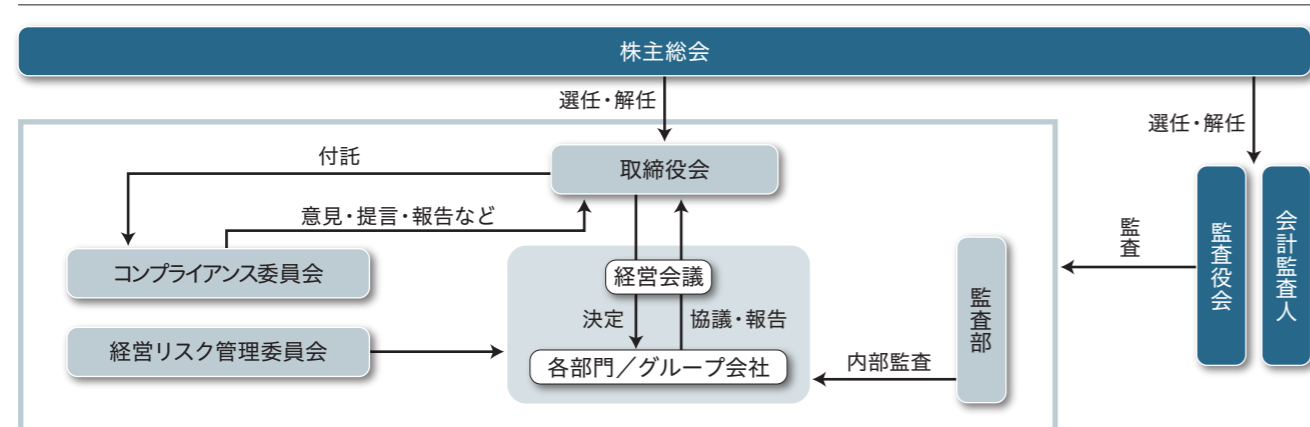 株主総会
選任・解任
選任・解任
取締役会
付託
意見・提言・報告など
コンプライアンス委員会
経営会議
決定
協議・報告
経営リスク管理委員会
各部門／グループ会社
内部監査
監査部
監査
監査役会
会計監査人